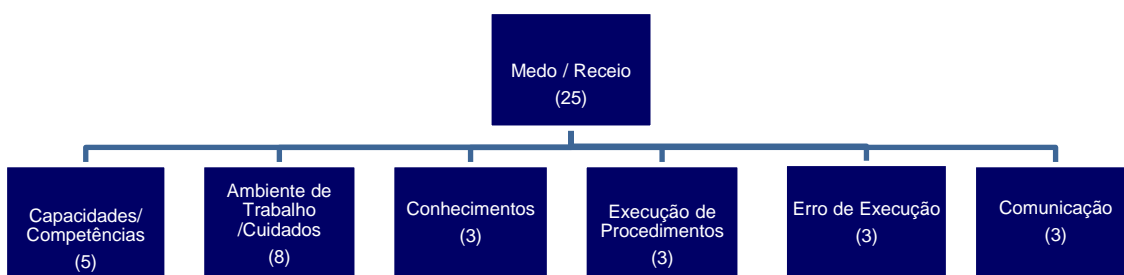 Medo / Receio
(25)
Capacidades/
Competências
(5)
Ambiente de
Trabalho
/Cuidados
(8)
Conhecimentos
(3)
Execução de
Procedimentos
(3)
Erro de Execução
(3)
Comunicação
(3)